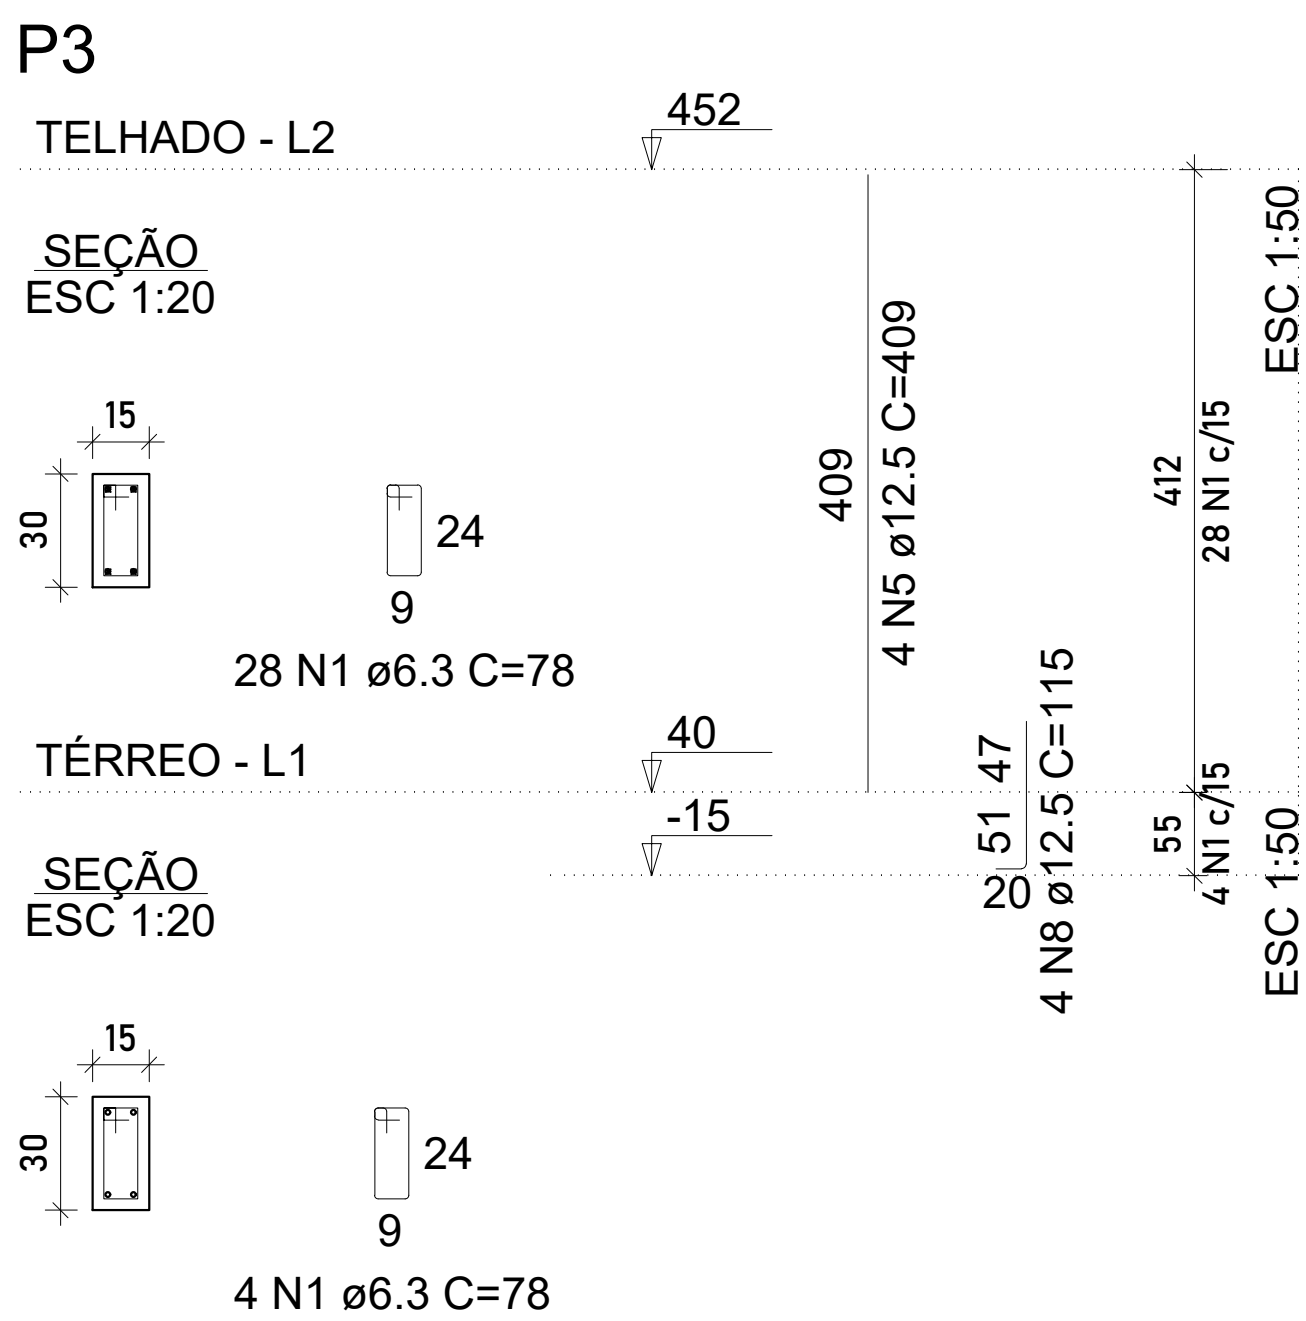 P3
TELHADO - L2
452
SEÇÃO
ESC 1:20
ESC 1:50
15
30
24
9
28 N1 ø6.3 C=78
409
4 N5 ø12.5 C=409
412
28 N1 c/15
TÉRREO - L1
40
-15
SEÇÃO
ESC 1:20
47
51
20
4 N8 ø12.5 C=115
55
4 N1 c/15
ESC 1:50
15
30
24
9
4 N1 ø6.3 C=78